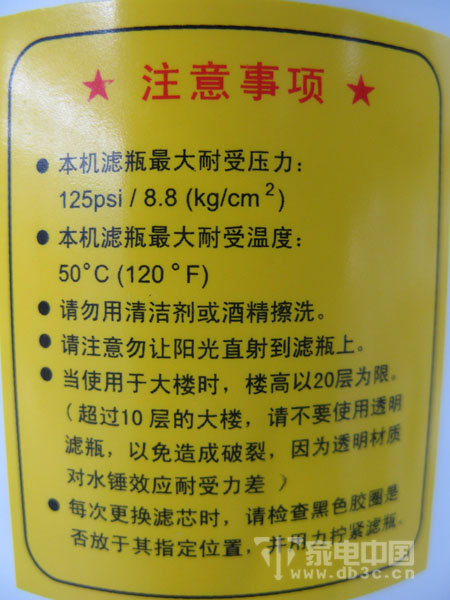 ★ 注意事项 ★
● 本机滤瓶最大耐受压力:
125psi / 8.8 (kg/cm²)
● 本机滤瓶最大耐受温度:
50°C (120°F)
● 请勿用清洁剂或酒精擦洗。
● 请注意勿让阳光直射到滤瓶上。
● 当使用于大楼时，楼高以20层为限。
(超过10层的大楼，请不要使用透明
滤瓶，以免造成破裂，因为透明材质
对水锤效应耐受力差)
● 每次更换滤芯时，请检查黑色胶圈是
否放于其指定位置，并用力拧紧滤瓶。
家电中国
www.db3c.cn